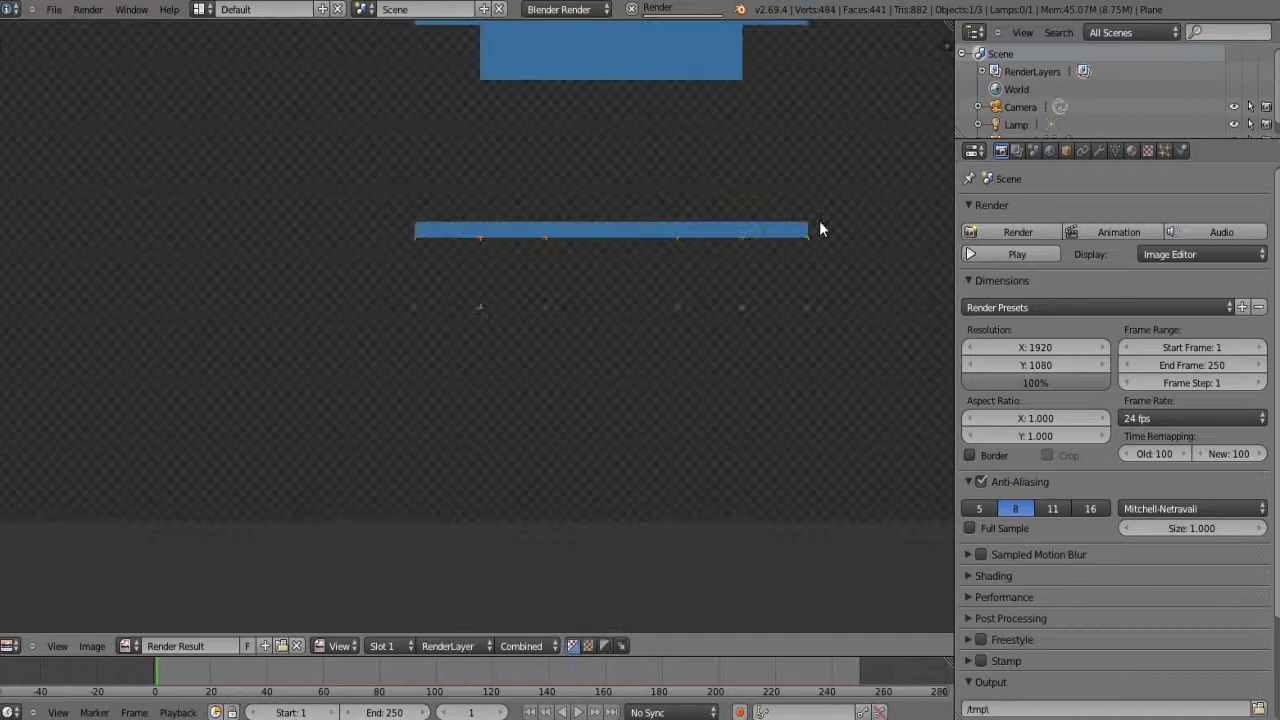 File Render Window Help Default Scene Blender Render Render v2.69.4 | Verts:484 | Faces:441 | Tris:882 | Objects:1/3 | Lamps:0/1 | Mem:45.07M (8.75M) | Plane
View Search All Scenes
Scene
RenderLayers
World
Camera
Lamp
Scene
Render
Render Animation Audio
Play Display: Image Editor
Dimensions
Render Presets
Resolution: Frame Range:
X: 1920 Start Frame: 1
Y: 1080 End Frame: 250
100% Frame Step: 1
Aspect Ratio: Frame Rate:
X: 1.000 24 fps
Y: 1.000 Time Remapping:
Border Crop Old: 100 New: 100
Anti-Aliasing
5 8 11 16 Mitchell-Netravali
Full Sample Size: 1.000
Sampled Motion Blur
Shading
Performance
Post Processing
Freestyle
Stamp
Output
/tmp\
View Image Render Result F View Slot 1 RenderLayer Combined
-40 -20 0 20 40 60 80 100 120 140 160 180 200 220 240 260 280
View Marker Frame Playback Start: 1 End: 250 1 No Sync